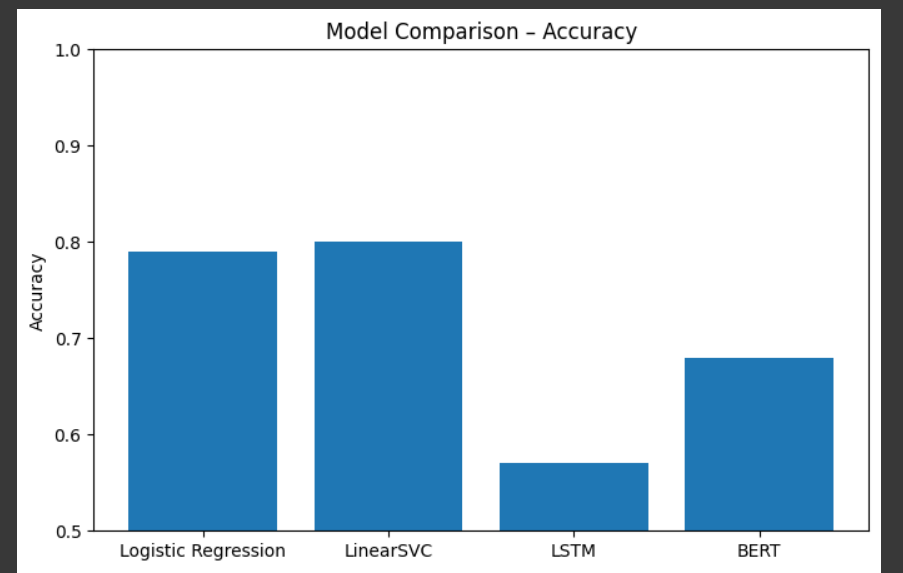 Model Comparison – Accuracy
1.0
0.9
0.8
0.7
0.6
0.5
Accuracy
Logistic Regression LinearSVC LSTM BERT